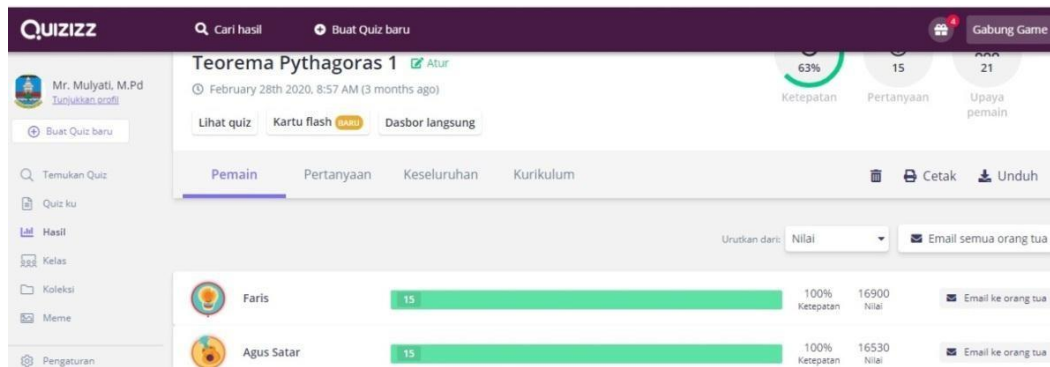 QUIZIZZ
Cari hasil
Buat Quiz baru
4
Gabung Game
Mr. Mulyati, M.Pd
Tunjukkan profil
Buat Quiz baru
Temukan Quiz
Quiz ku
Hasil
Kelas
Koleksi
Meme
Pengaturan
Teorema Pythagoras 1 Atur
February 28th 2020, 8:57 AM (3 months ago)
Lihat quiz Kartu flash BARU Dasbor langsung
63% 15 21
Ketepatan Pertanyaan Upaya
pemain
Pemain Pertanyaan Keseluruhan Kurikulum Cetak Unduh
Urutkan dari: Nilai Email semua orang tua
Faris 15 100% 16900 Email ke orang tua
Ketepatan Nilai
Agus Satar 15 100% 16530 Email ke orang tua
Ketepatan Nilai